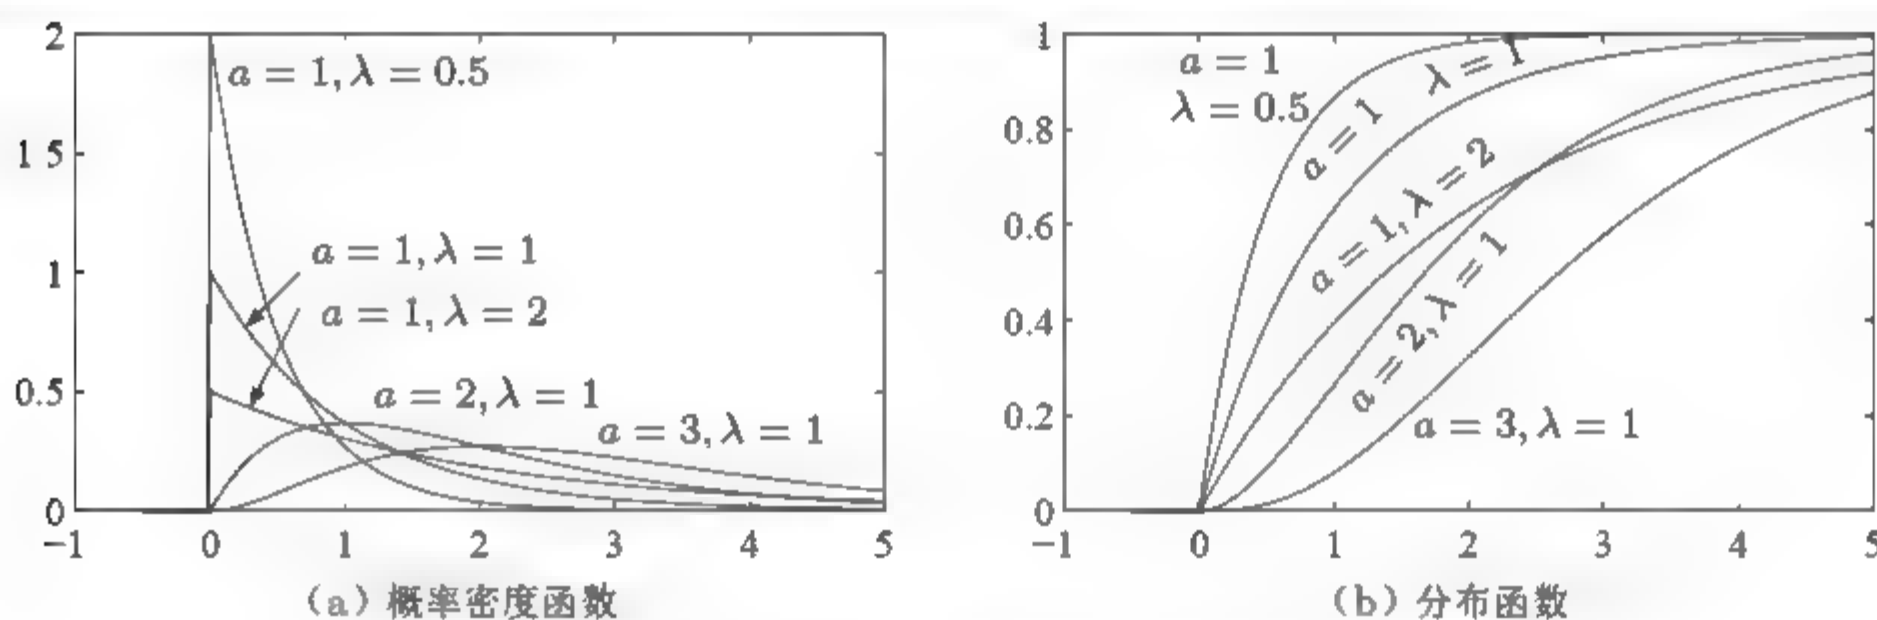 2
1 5
1
0.5
0
−1
0
1
2
3
4
5
a = 1, λ = 0.5
a = 1, λ = 1
a = 1, λ = 2
a = 2, λ = 1
a = 3, λ = 1
(a) 概率密度函数
1
0.8
0.6
0.4
0.2
0
−1
0
1
2
3
4
5
a = 1
λ = 0.5
a = 1 λ = 1
a = 1, λ = 2
a = 2, λ = 1
a = 3, λ = 1
(b) 分布函数